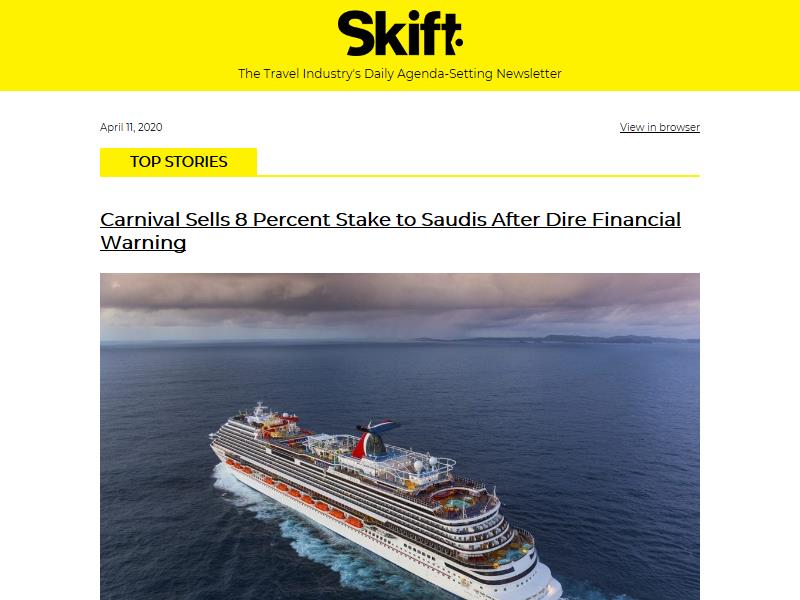 Skift
The Travel Industry's Daily Agenda-Setting Newsletter
April 11, 2020
View in browser
TOP STORIES
Carnival Sells 8 Percent Stake to Saudis After Dire Financial
Warning